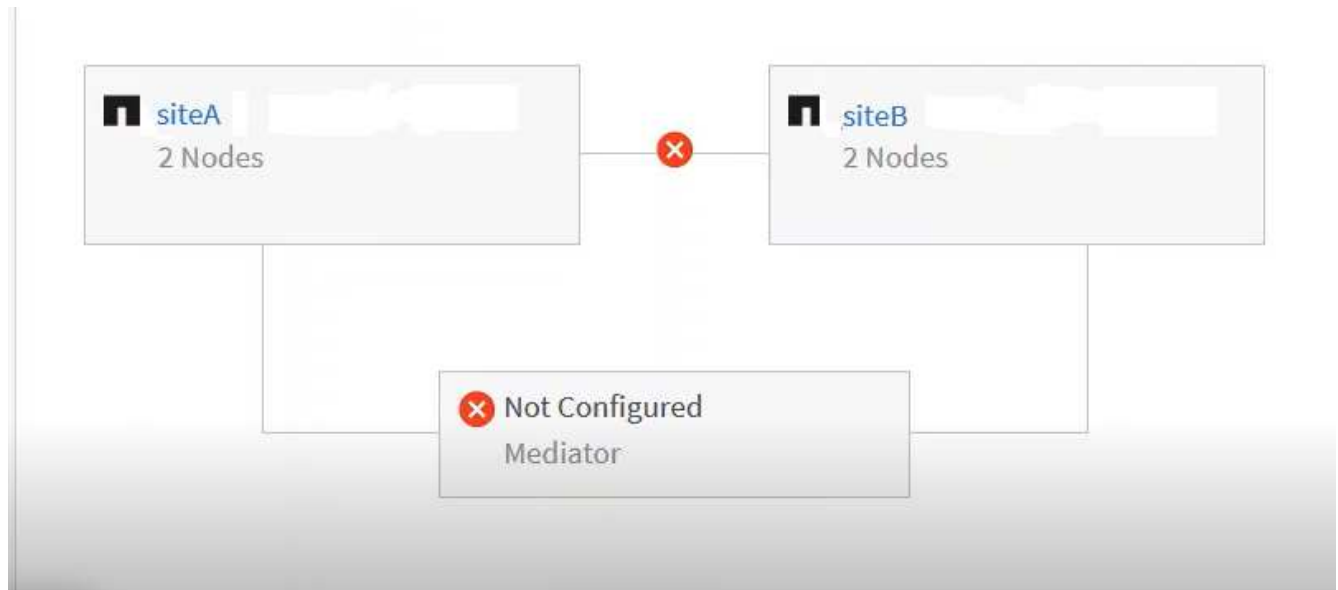 siteA
2 Nodes
siteB
2 Nodes
Not Configured
Mediator